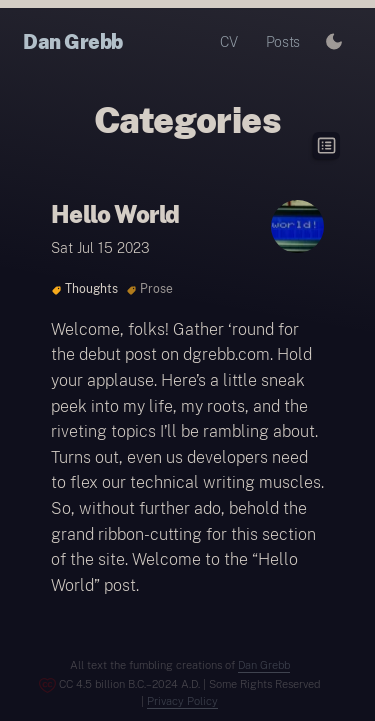 Dan Grebb
CV Posts
Categories
Hello World
world!
Sat Jul 15 2023
Thoughts Prose
Welcome, folks! Gather ‘round for
the debut post on dgrebb.com. Hold
your applause. Here’s a little sneak
peek into my life, my roots, and the
riveting topics I’ll be rambling about.
Turns out, even us developers need
to flex our technical writing muscles.
So, without further ado, behold the
grand ribbon-cutting for this section
of the site. Welcome to the “Hello
World” post.
All text the fumbling creations of Dan Grebb
CC 4.5 billion B.C.–2024 A.D. | Some Rights Reserved
| Privacy Policy